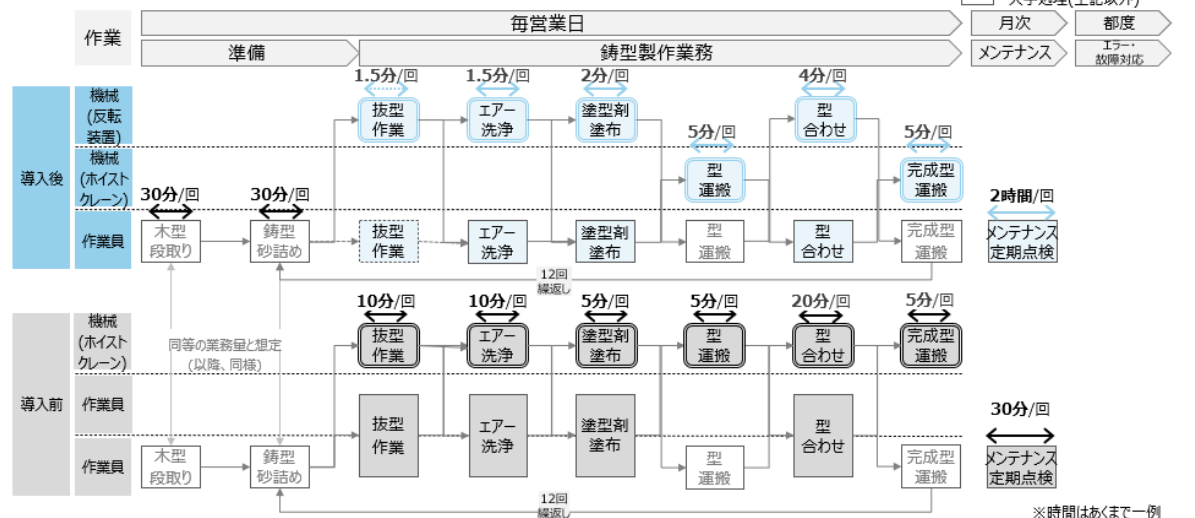 作業
毎営業日
月次
都度
準備
鋳型製作業務
メンテナンス
エラー・
故障対応
導入後
機械
(反転
装置)
1.5分/回
1.5分/回
2分/回
4分/回
抜型
作業
エアー
洗浄
塗型剤
塗布
型
合わせ
機械
(ホイスト
クレーン)
5分/回
5分/回
型
運搬
完成型
運搬
作業員
30分/回
30分/回
2時間/回
木型
段取り
鋳型
砂詰め
抜型
作業
エアー
洗浄
塗型剤
塗布
型
運搬
型
合わせ
完成型
運搬
メンテナンス
定期点検
12回
繰返し
導入前
機械
(ホイスト
クレーン)
10分/回
10分/回
5分/回
5分/回
20分/回
5分/回
抜型
作業
エアー
洗浄
塗型剤
塗布
型
運搬
型
合わせ
完成型
運搬
同等の業務量と想定
(以降、同様)
作業員
抜型
作業
エアー
洗浄
塗型剤
塗布
型
合わせ
30分/回
作業員
木型
段取り
鋳型
砂詰め
型
運搬
完成型
運搬
メンテナンス
定期点検
12回
繰返し
※時間はあくまで一例